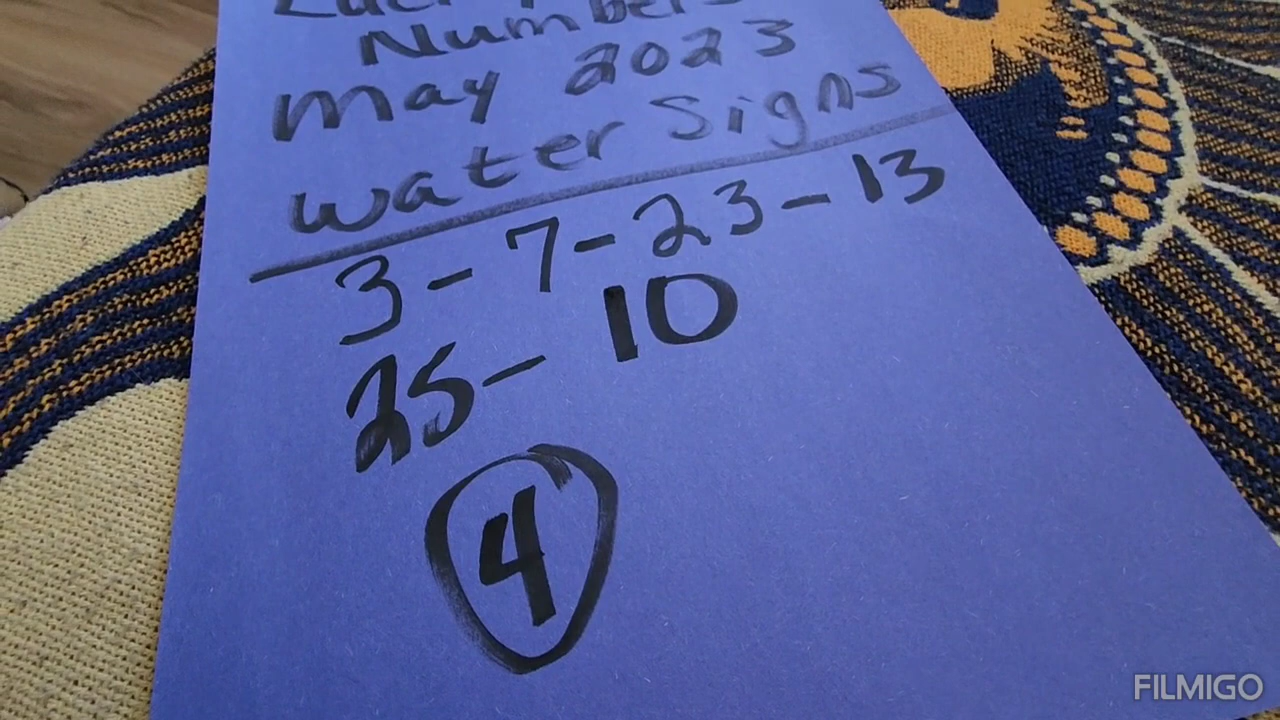 Numbers
May 2023
Water Signs
3 - 7 - 23 - 13
25 - 10
4
FILMIGO